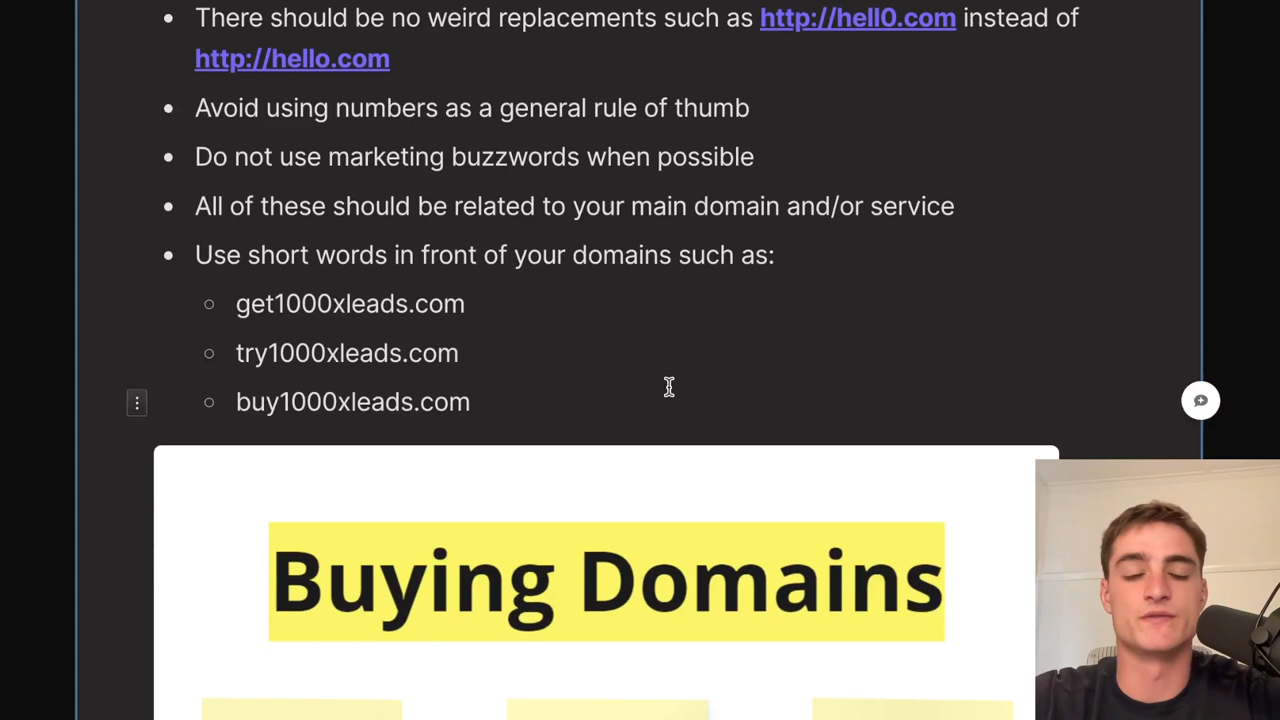 There should be no weird replacements such as http://hell0.com instead of
http://hello.com
Avoid using numbers as a general rule of thumb
Do not use marketing buzzwords when possible
All of these should be related to your main domain and/or service
Use short words in front of your domains such as:
get1000xleads.com
try1000xleads.com
buy1000xleads.com
Buying Domains